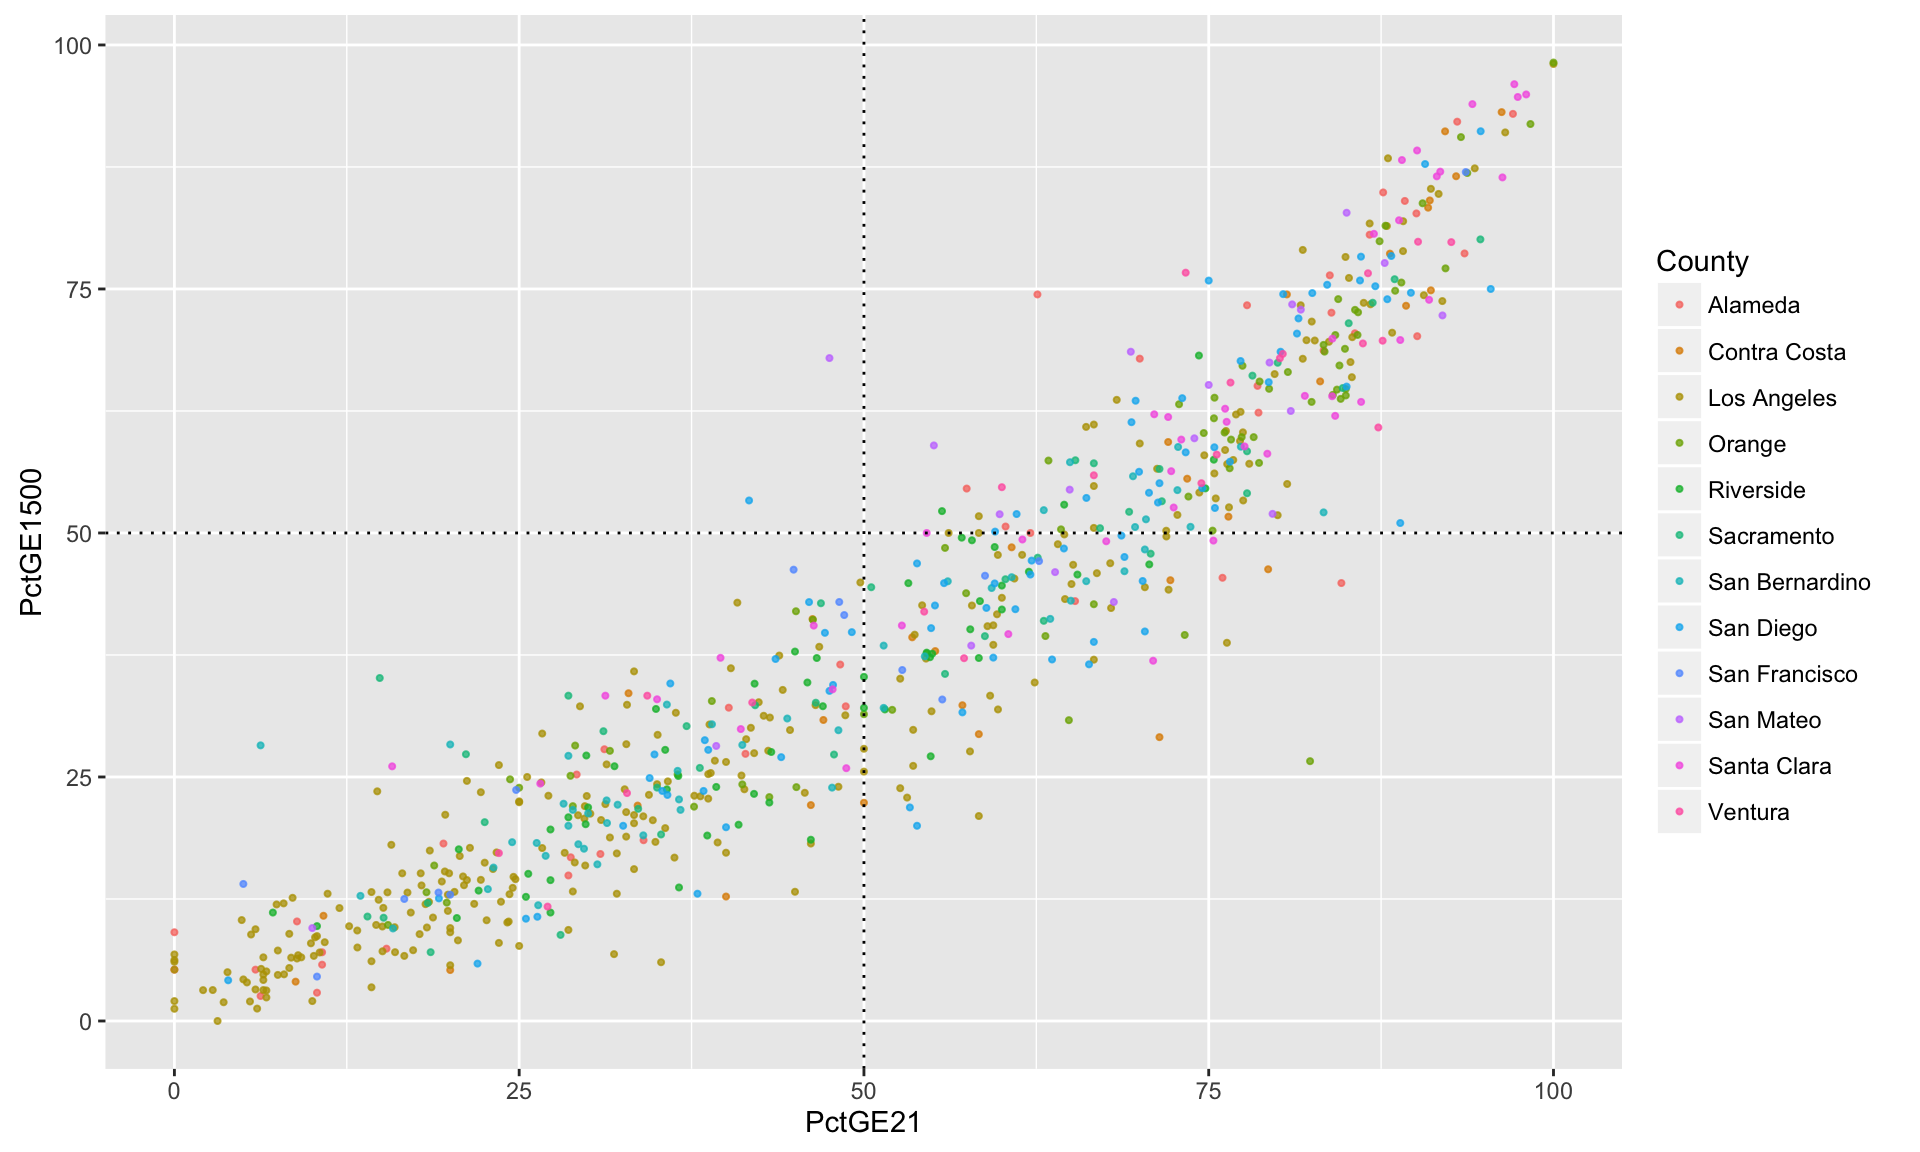 100
75
50
25
0
PctGE1500
0 25 50 75 100
PctGE21
County
Alameda
Contra Costa
Los Angeles
Orange
Riverside
Sacramento
San Bernardino
San Diego
San Francisco
San Mateo
Santa Clara
Ventura